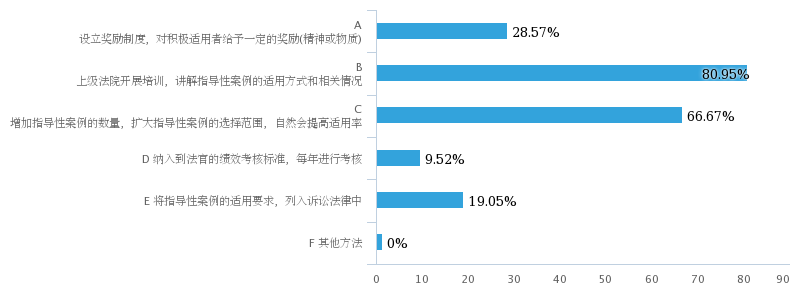 A
设立奖励制度，对积极适用者给予一定的奖励(精神或物质)
28.57%
B
上级法院开展培训，讲解指导性案例的适用方式和相关情况
80.95%
C
增加指导性案例的数量，扩大指导性案例的选择范围，自然会提高适用率
66.67%
D 纳入到法官的绩效考核标准，每年进行考核
9.52%
E 将指导性案例的适用要求，列入诉讼法律中
19.05%
F 其他方法
0%
0 10 20 30 40 50 60 70 80 90